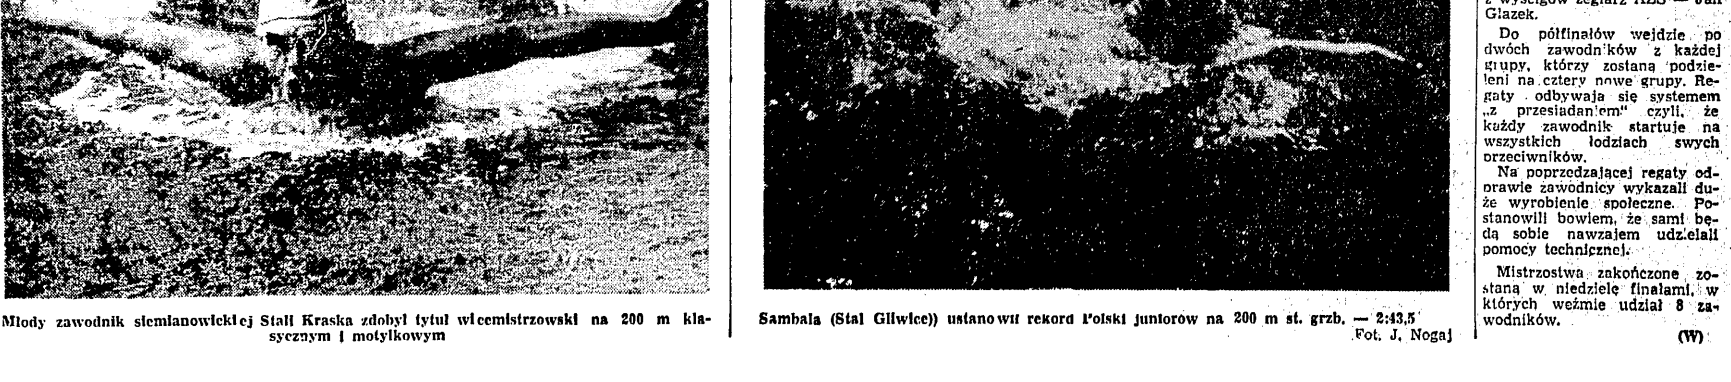 Młody zawodnik siemianowickiej Stali Kraska zdobył tytuł wicemistrzowski na 200 m kla-
sycznym i motylkowym
Sambala (Stal Gliwice)) ustanowił rekord Polski juniorów na 200 m st. grzb. — 2:43,5
Fot. J. Nogaj
z wyścigów żeglarz AZS — Jan
Glazek.
Do półfinałów wejdzie po
dwóch zawodników z każdej
grupy, którzy zostaną podzie-
leni na cztery nowe grupy. Re-
gaty odbywają się systemem
„z przesiadaniem" czyli, że
każdy zawodnik startuje na
wszystkich łodziach swych
przeciwników.
Na poprzedzającej regaty od-
prawie zawodnicy wykazali du-
że wyrobienie społeczne. Po-
stanowili bowiem, że sami bę-
dą sobie nawzajem udzielali
pomocy technicznej.
Mistrzostwa zakończone zo-
staną w niedzielę finałami, w
których weźmie udział 8 za-
wodników.
(W)